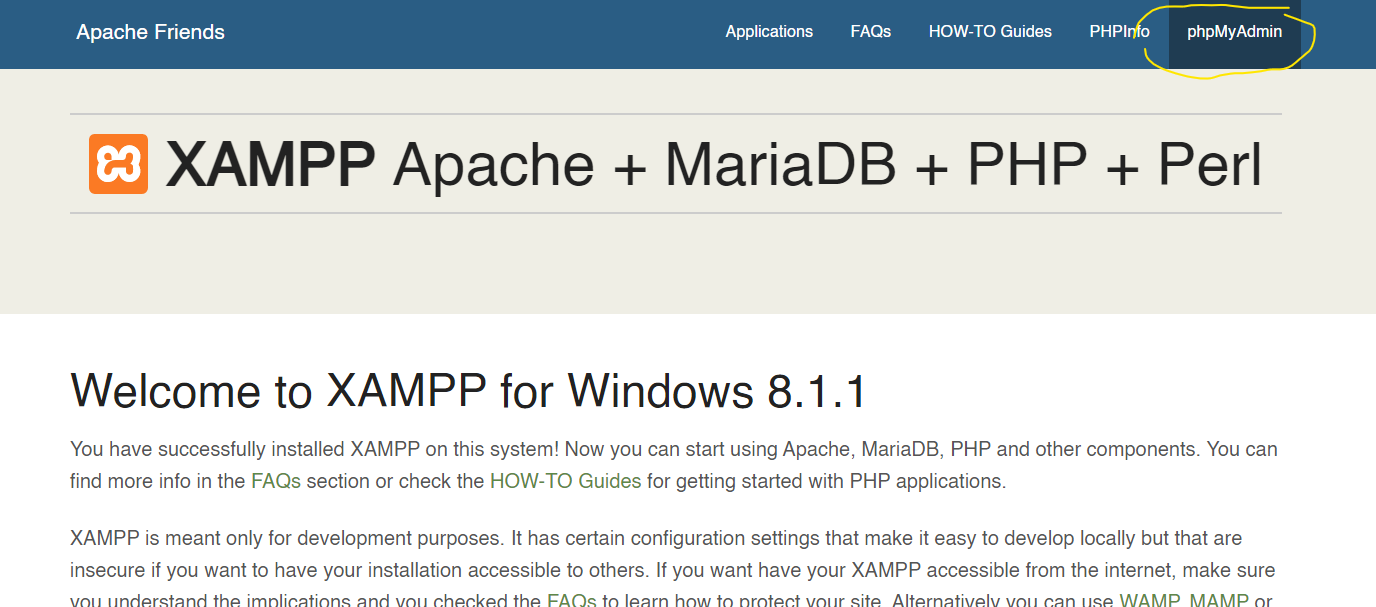 Apache Friends
Applications FAQs HOW-TO Guides PHPInfo phpMyAdmin
XAMPP Apache + MariaDB + PHP + Perl
Welcome to XAMPP for Windows 8.1.1
You have successfully installed XAMPP on this system! Now you can start using Apache, MariaDB, PHP and other components. You can
find more info in the FAQs section or check the HOW-TO Guides for getting started with PHP applications.
XAMPP is meant only for development purposes. It has certain configuration settings that make it easy to develop locally but that are
insecure if you want to have your installation accessible to others. If you want have your XAMPP accessible from the internet, make sure
you understand the implications and you checked the FAQs to learn how to protect your site. Alternatively you can use WAMP, MAMP or